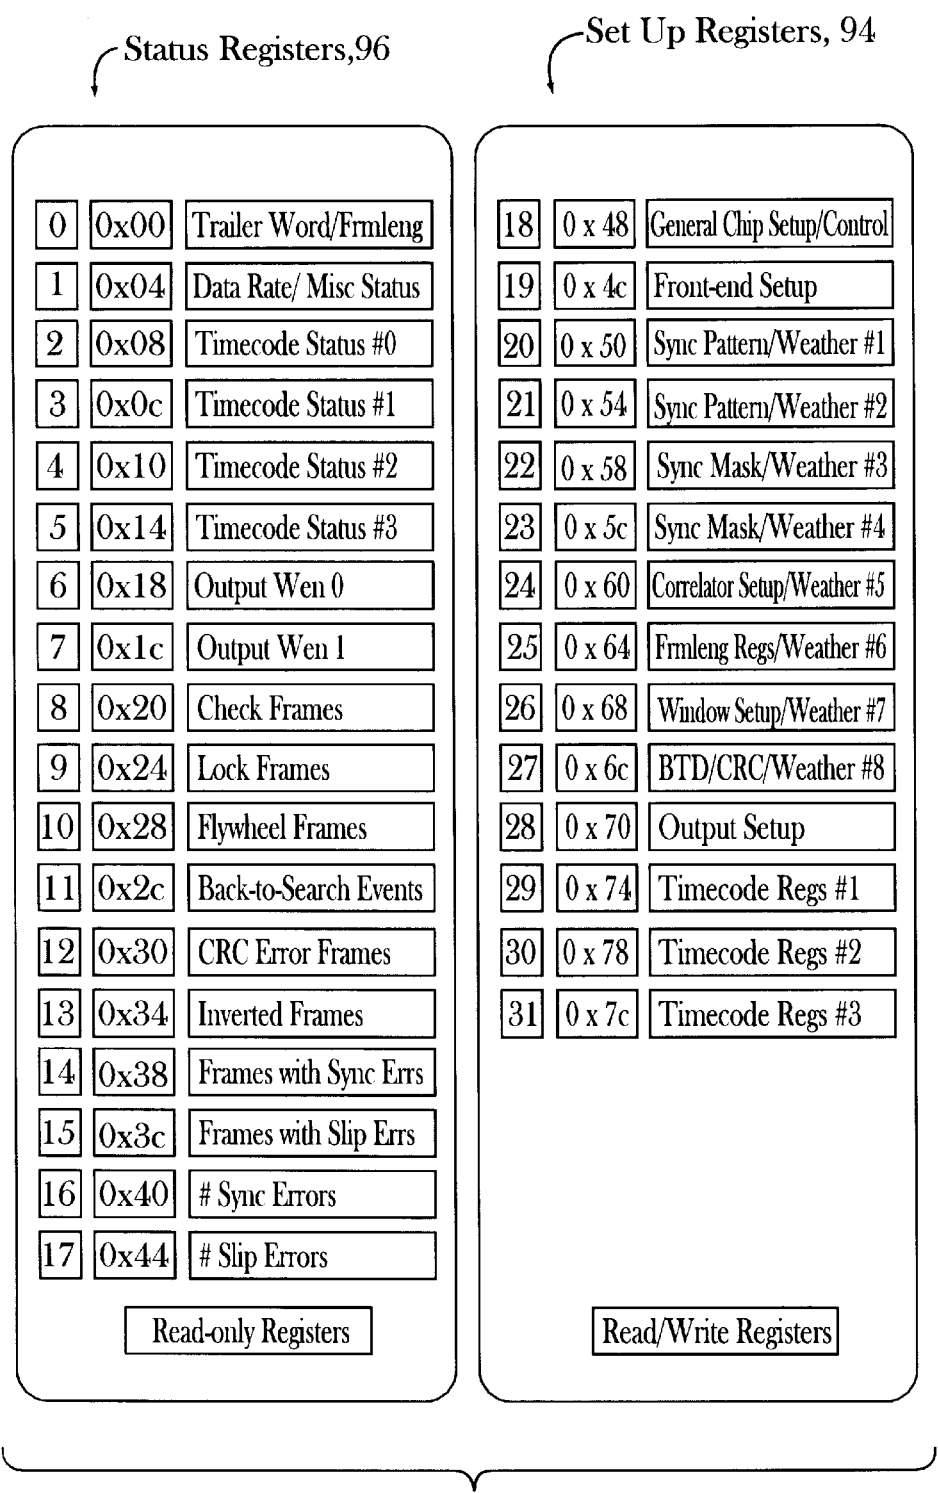 Status Registers,96
0 0x00 Trailer Word/Frmleng
1 0x04 Data Rate/ Misc Status
2 0x08 Timecode Status #0
3 0x0c Timecode Status #1
4 0x10 Timecode Status #2
5 0x14 Timecode Status #3
6 0x18 Output Wen 0
7 0x1c Output Wen 1
8 0x20 Check Frames
9 0x24 Lock Frames
10 0x28 Flywheel Frames
11 0x2c Back-to-Search Events
12 0x30 CRC Error Frames
13 0x34 Inverted Frames
14 0x38 Frames with Sync Errs
15 0x3c Frames with Slip Errs
16 0x40 # Sync Errors
17 0x44 # Slip Errors
Read-only Registers
Set Up Registers, 94
18 0 x 48 General Chip Setup/Control
19 0 x 4c Front-end Setup
20 0 x 50 Sync Pattern/Weather #1
21 0 x 54 Sync Pattern/Weather #2
22 0 x 58 Sync Mask/Weather #3
23 0 x 5c Sync Mask/Weather #4
24 0 x 60 Correlator Setup/Weather #5
25 0 x 64 Frmleng Regs/Weather #6
26 0 x 68 Window Setup/Weather #7
27 0 x 6c BTD/CRC/Weather #8
28 0 x 70 Output Setup
29 0 x 74 Timecode Regs #1
30 0 x 78 Timecode Regs #2
31 0 x 7c Timecode Regs #3
Read/Write Registers